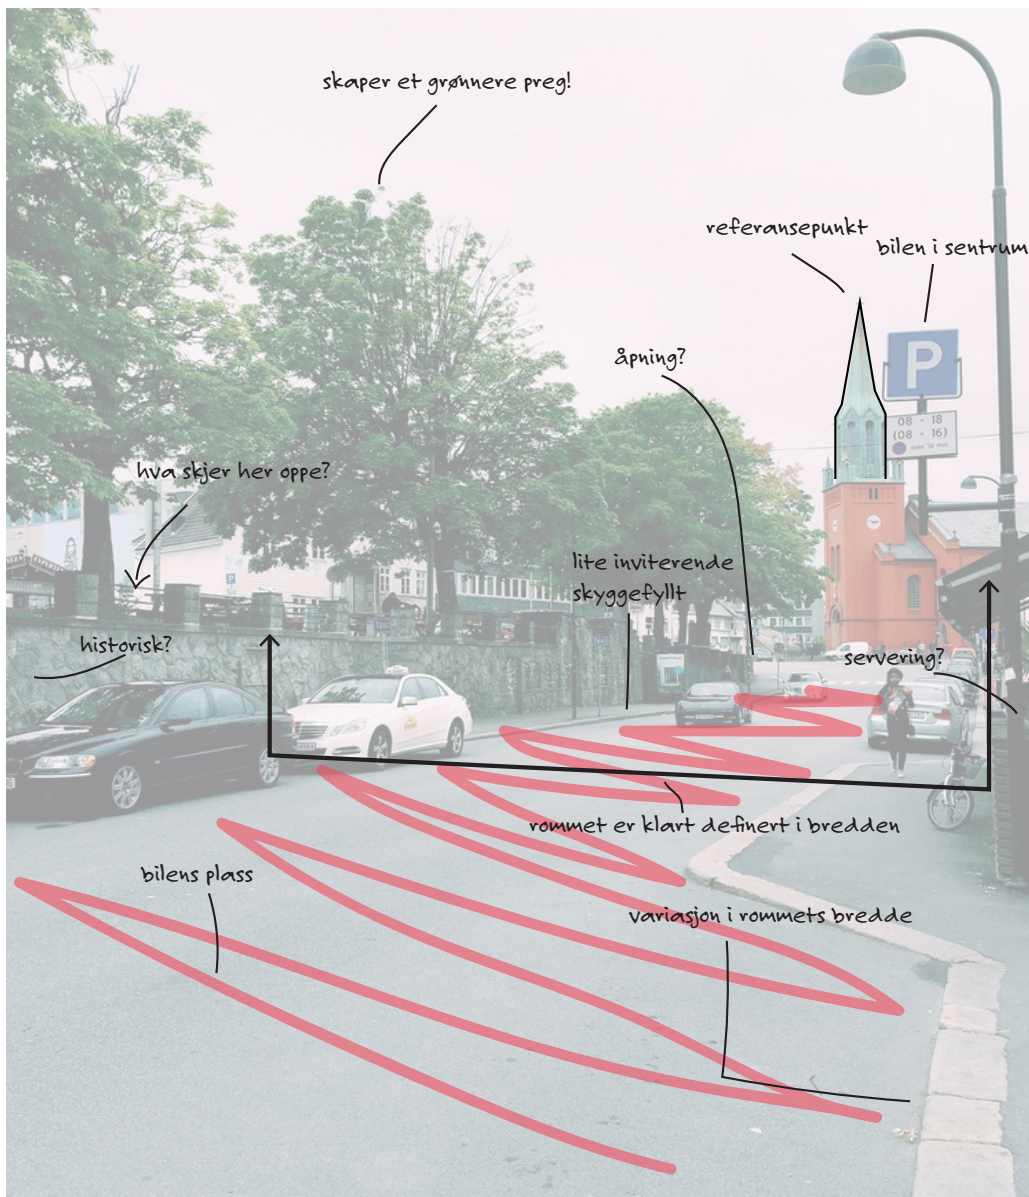 skaper et grønnere preg!
referansepunkt
bilen i sentrum
åpning?
P
08 - 18
(08 - 16)
hva skjer her oppe?
lite inviterende
skyggefyllt
historisk?
servering?
rommet er klart definert i bredden
bilens plass
variasjon i rommets bredde